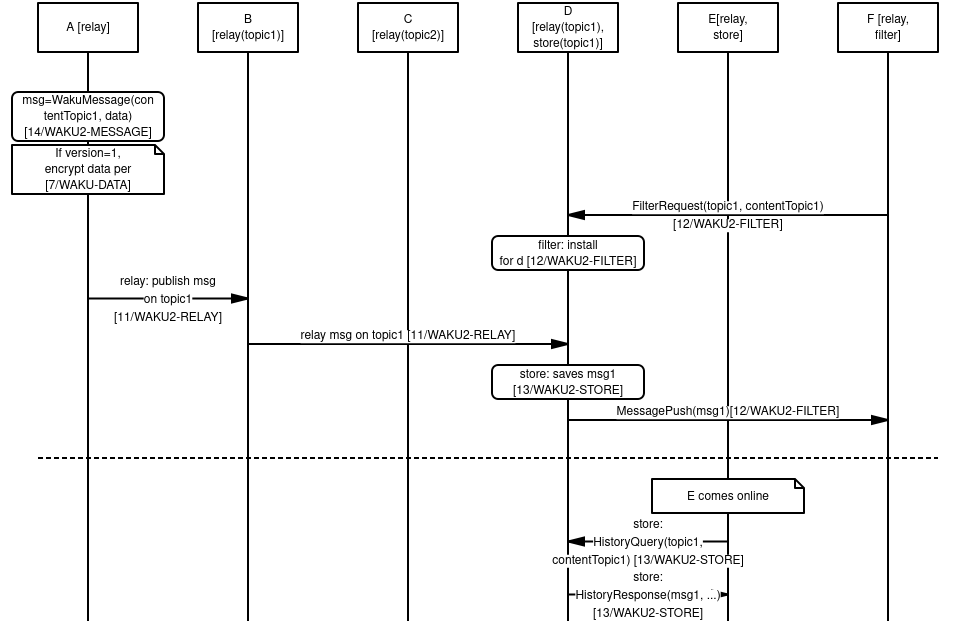 A [relay]
B
[relay(topic1)]
C
[relay(topic2)]
D
[relay(topic1),
store(topic1)]
E[relay,
store]
F [relay,
filter]
msg=WakuMessage(con
tentTopic1, data)
[14/WAKU2-MESSAGE]
If version=1,
encrypt data per
[7/WAKU-DATA]
FilterRequest(topic1, contentTopic1)
[12/WAKU2-FILTER]
filter: install
for d [12/WAKU2-FILTER]
relay: publish msg
on topic1
[11/WAKU2-RELAY]
relay msg on topic1 [11/WAKU2-RELAY]
store: saves msg1
[13/WAKU2-STORE]
MessagePush(msg1)[12/WAKU2-FILTER]
E comes online
store:
HistoryQuery(topic1,
contentTopic1) [13/WAKU2-STORE]
store:
HistoryResponse(msg1, ...)
[13/WAKU2-STORE]